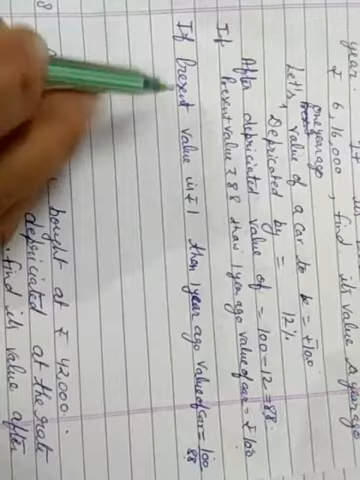 year.
₹ 6,16,000, find its value a year ago
one year ago
Let's, value of a car to be = ₹100
Depriciated by = 12%
After depriciated value of = 100-12=88.
If Present value ₹ 88 then 1 year ago value of car = ₹100
If Present value is ₹1 then 1 year ago value of car = 100/88
bought at ₹ 42,000.
depriciated at the rate
find its value after